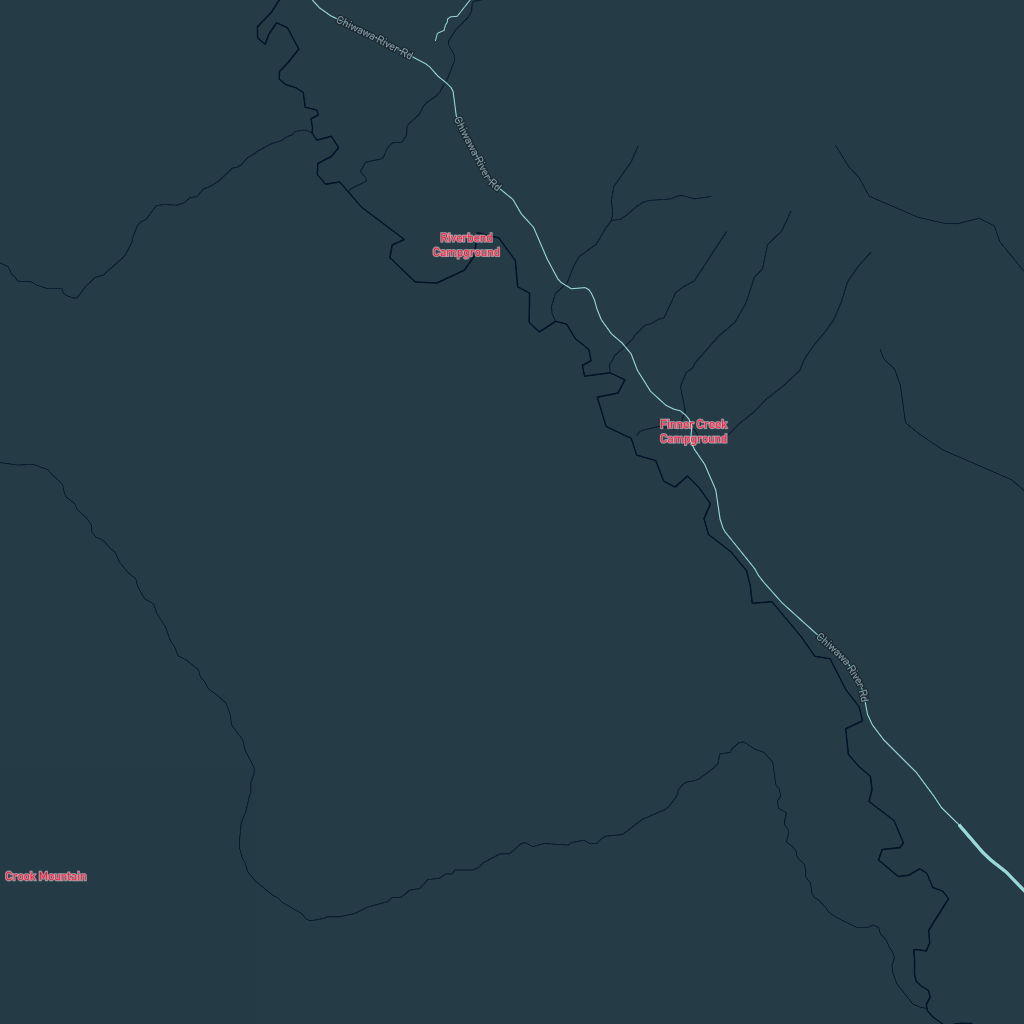 Chiwawa River Rd
Chiwawa River Rd
Riverbend
Campground
Finner Creek
Campground
Chiwawa River Rd
Crook Mountain